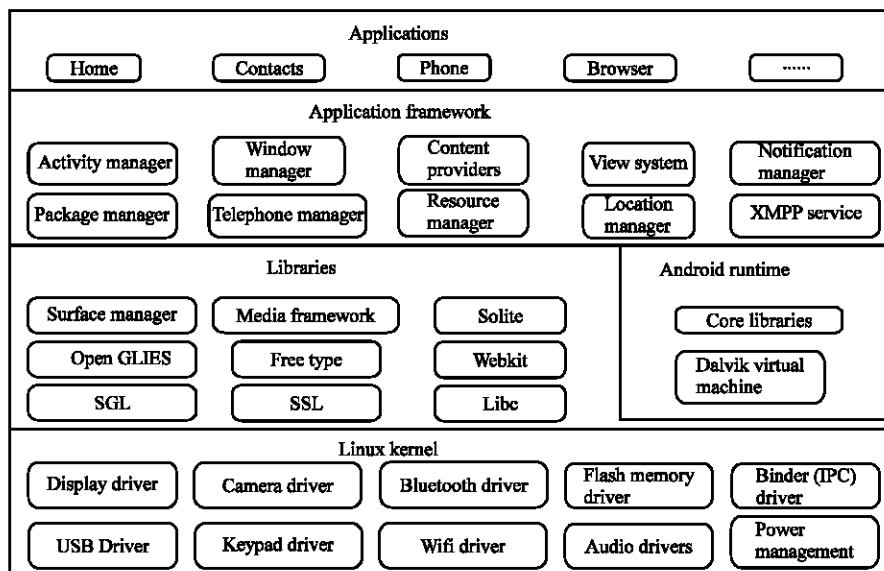 Applications
Home
Contacts
Phone
Browser
......
Application framework
Activity manager
Window
manager
Content
providers
View system
Notification
manager
Package manager
Telephone manager
Resource
manager
Location
manager
XMPP service
Libraries
Android runtime
Surface manager
Media framework
Solite
Core libraries
Open GLIES
Free type
Webkit
Dalvik virtual
machine
SGL
SSL
Libc
Linux kernel
Display driver
Camera driver
Bluetooth driver
Flash memory
driver
Binder (IPC)
driver
USB Driver
Keypad driver
Wifi driver
Audio drivers
Power
management